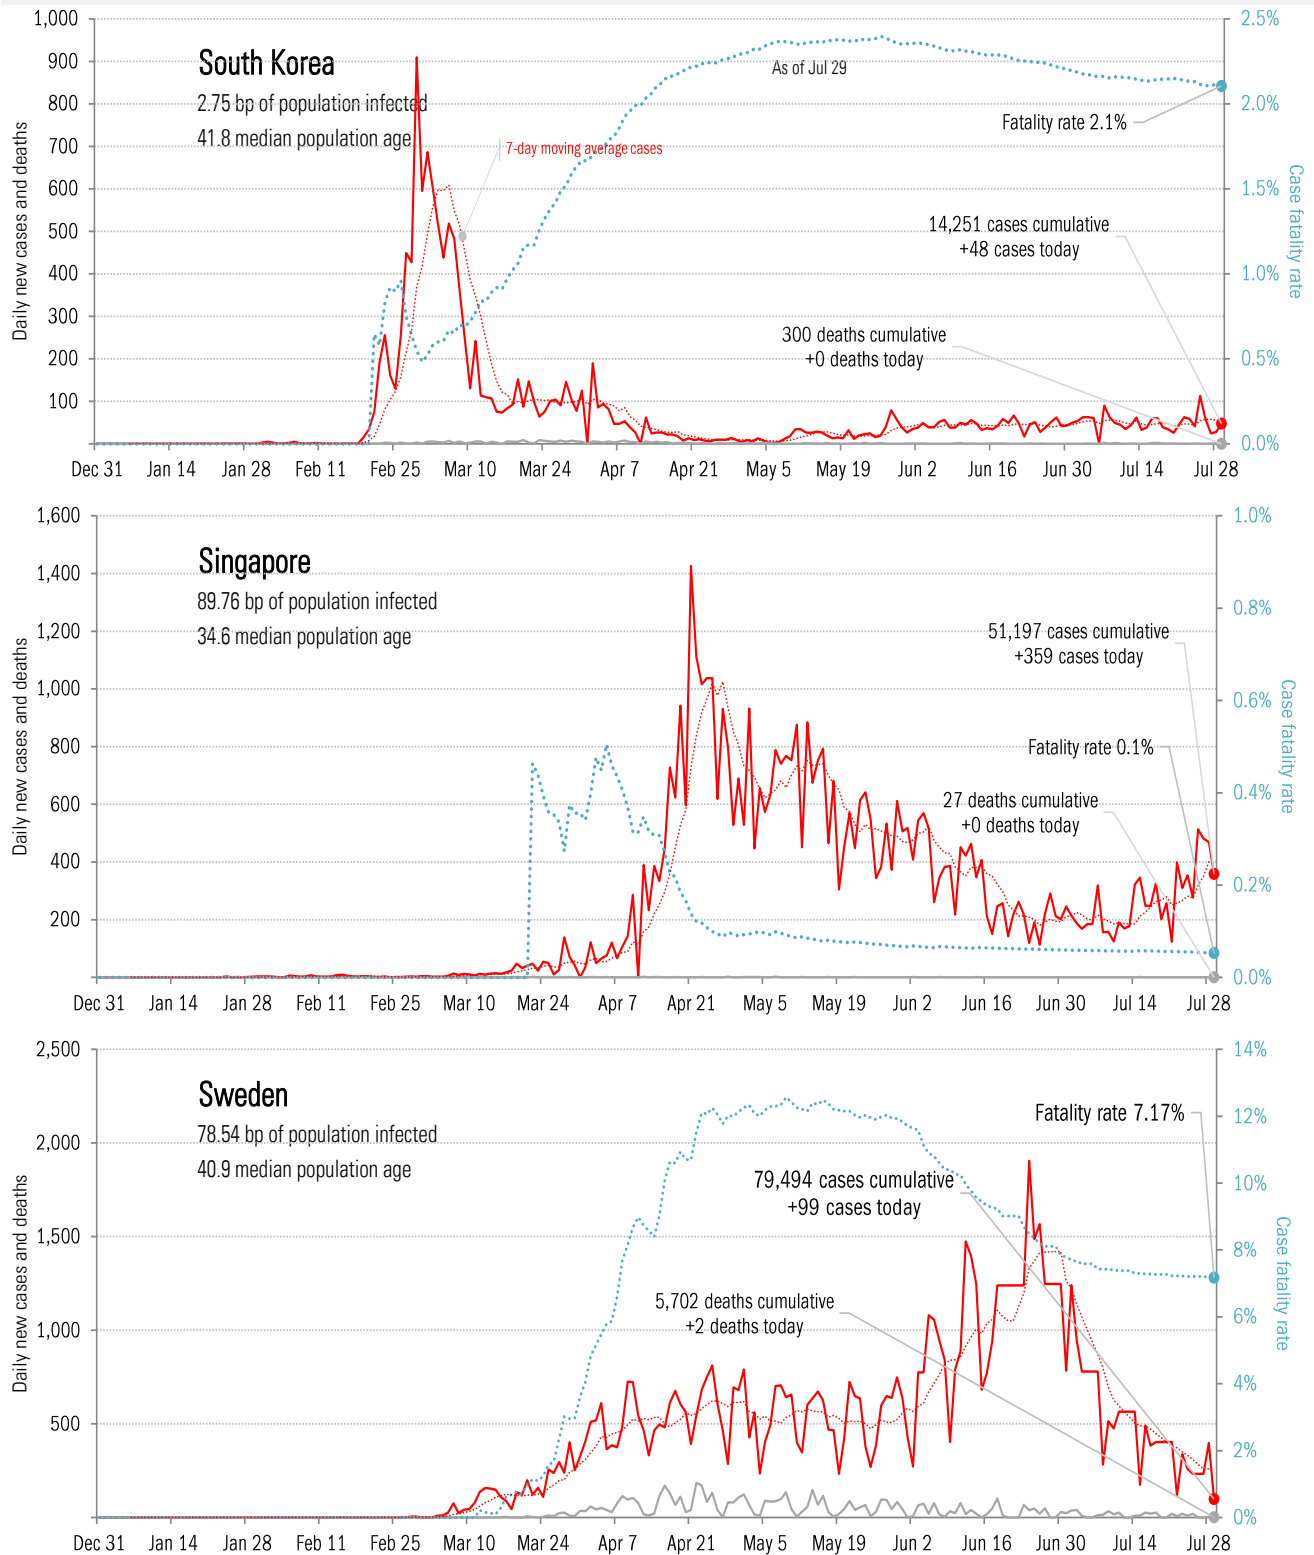 1,000
900
800
700
600
500
400
300
200
100
2.5%
2.0%
1.5%
1.0%
0.5%
0.0%
Daily new cases and deaths
Case fatality rate
South Korea
2.75 bp of population infected
41.8 median population age
As of Jul 29
7-day moving average cases
Fatality rate 2.1%
14,251 cases cumulative
+48 cases today
300 deaths cumulative
+0 deaths today
Dec 31 Jan 14 Jan 28 Feb 11 Feb 25 Mar 10 Mar 24 Apr 7 Apr 21 May 5 May 19 Jun 2 Jun 16 Jun 30 Jul 14 Jul 28
1,600
1,400
1,200
1,000
800
600
400
200
1.0%
0.8%
0.6%
0.4%
0.2%
0.0%
Daily new cases and deaths
Case fatality rate
Singapore
89.76 bp of population infected
34.6 median population age
51,197 cases cumulative
+359 cases today
Fatality rate 0.1%
27 deaths cumulative
+0 deaths today
Dec 31 Jan 14 Jan 28 Feb 11 Feb 25 Mar 10 Mar 24 Apr 7 Apr 21 May 5 May 19 Jun 2 Jun 16 Jun 30 Jul 14 Jul 28
2,500
2,000
1,500
1,000
500
14%
12%
10%
8%
6%
4%
2%
0%
Daily new cases and deaths
Case fatality rate
Sweden
78.54 bp of population infected
40.9 median population age
Fatality rate 7.17%
79,494 cases cumulative
+99 cases today
5,702 deaths cumulative
+2 deaths today
Dec 31 Jan 14 Jan 28 Feb 11 Feb 25 Mar 10 Mar 24 Apr 7 Apr 21 May 5 May 19 Jun 2 Jun 16 Jun 30 Jul 14 Jul 28